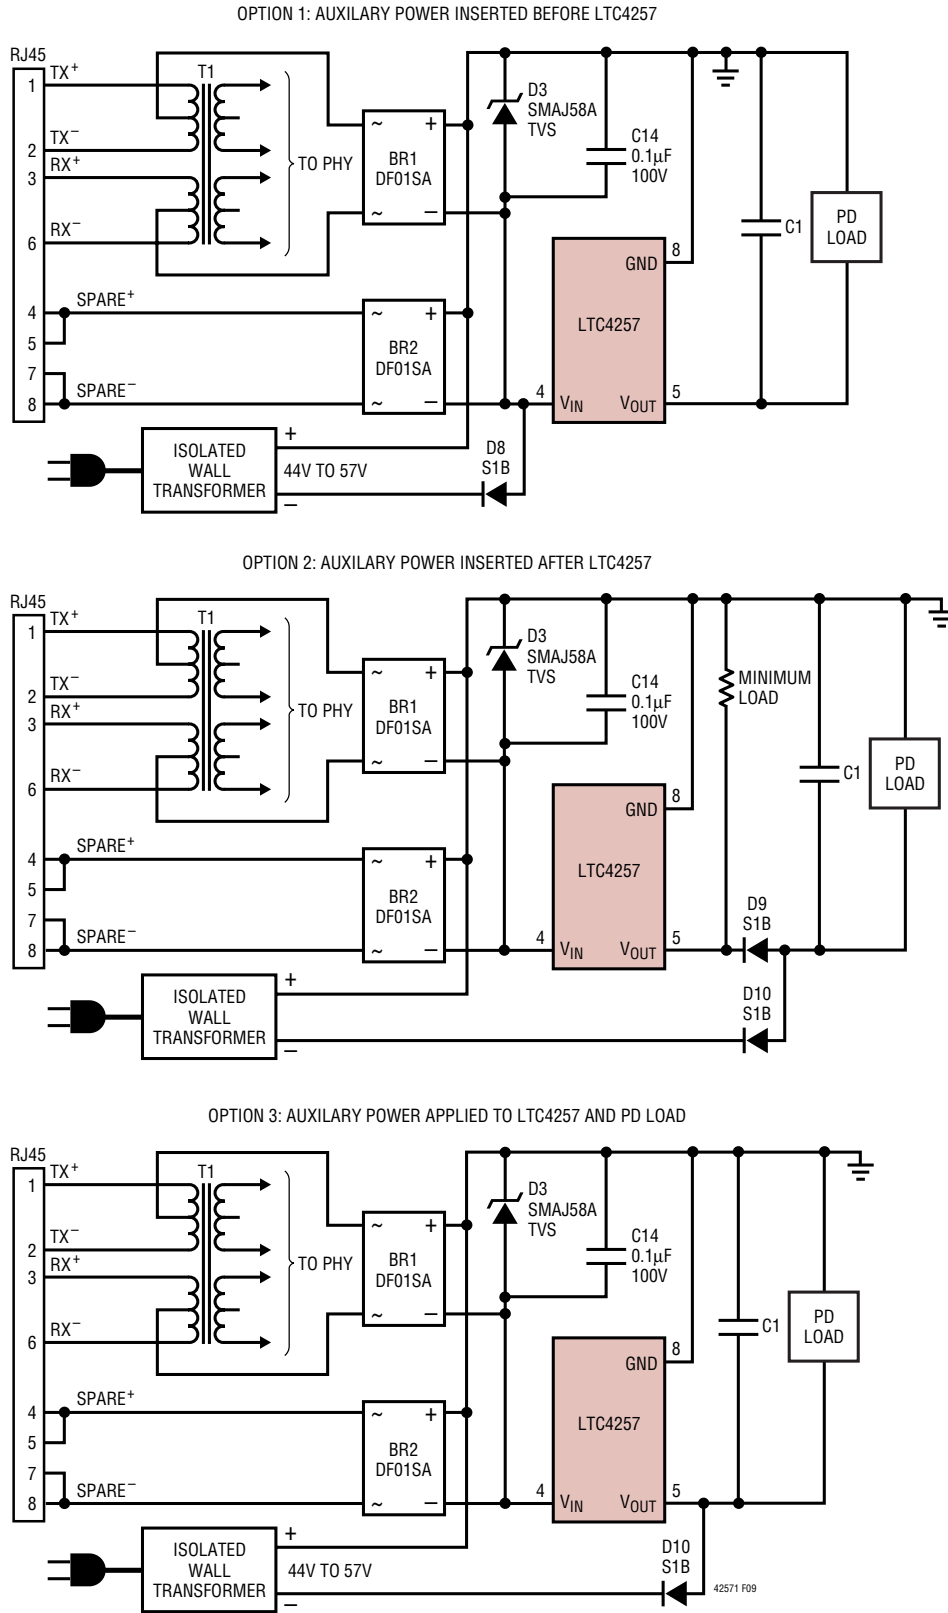 OPTION 1: AUXILARY POWER INSERTED BEFORE LTC4257
RJ45
1
TX+
2
TX−
3
RX+
6
RX−
4
SPARE+
5
7
8
SPARE−
T1
TO PHY
~ +
BR1
DF01SA
~ −
~ +
BR2
DF01SA
~ −
D3
SMAJ58A
TVS
C14
0.1µF
100V
C1
PD
LOAD
GND
8
LTC4257
4
VIN
VOUT
5
ISOLATED
WALL
TRANSFORMER
+
44V TO 57V
−
D8
S1B
OPTION 2: AUXILARY POWER INSERTED AFTER LTC4257
RJ45
1
TX+
2
TX−
3
RX+
6
RX−
4
SPARE+
5
7
8
SPARE−
T1
TO PHY
~ +
BR1
DF01SA
~ −
~ +
BR2
DF01SA
~ −
D3
SMAJ58A
TVS
C14
0.1µF
100V
MINIMUM
LOAD
C1
PD
LOAD
GND
8
LTC4257
4
VIN
VOUT
5
D9
S1B
ISOLATED
WALL
TRANSFORMER
+
−
D10
S1B
OPTION 3: AUXILARY POWER APPLIED TO LTC4257 AND PD LOAD
RJ45
1
TX+
2
TX−
3
RX+
6
RX−
4
SPARE+
5
7
8
SPARE−
T1
TO PHY
~ +
BR1
DF01SA
~ −
~ +
BR2
DF01SA
~ −
D3
SMAJ58A
TVS
C14
0.1µF
100V
C1
PD
LOAD
GND
8
LTC4257
4
VIN
VOUT
5
ISOLATED
WALL
TRANSFORMER
+
44V TO 57V
−
D10
S1B
42571 F09